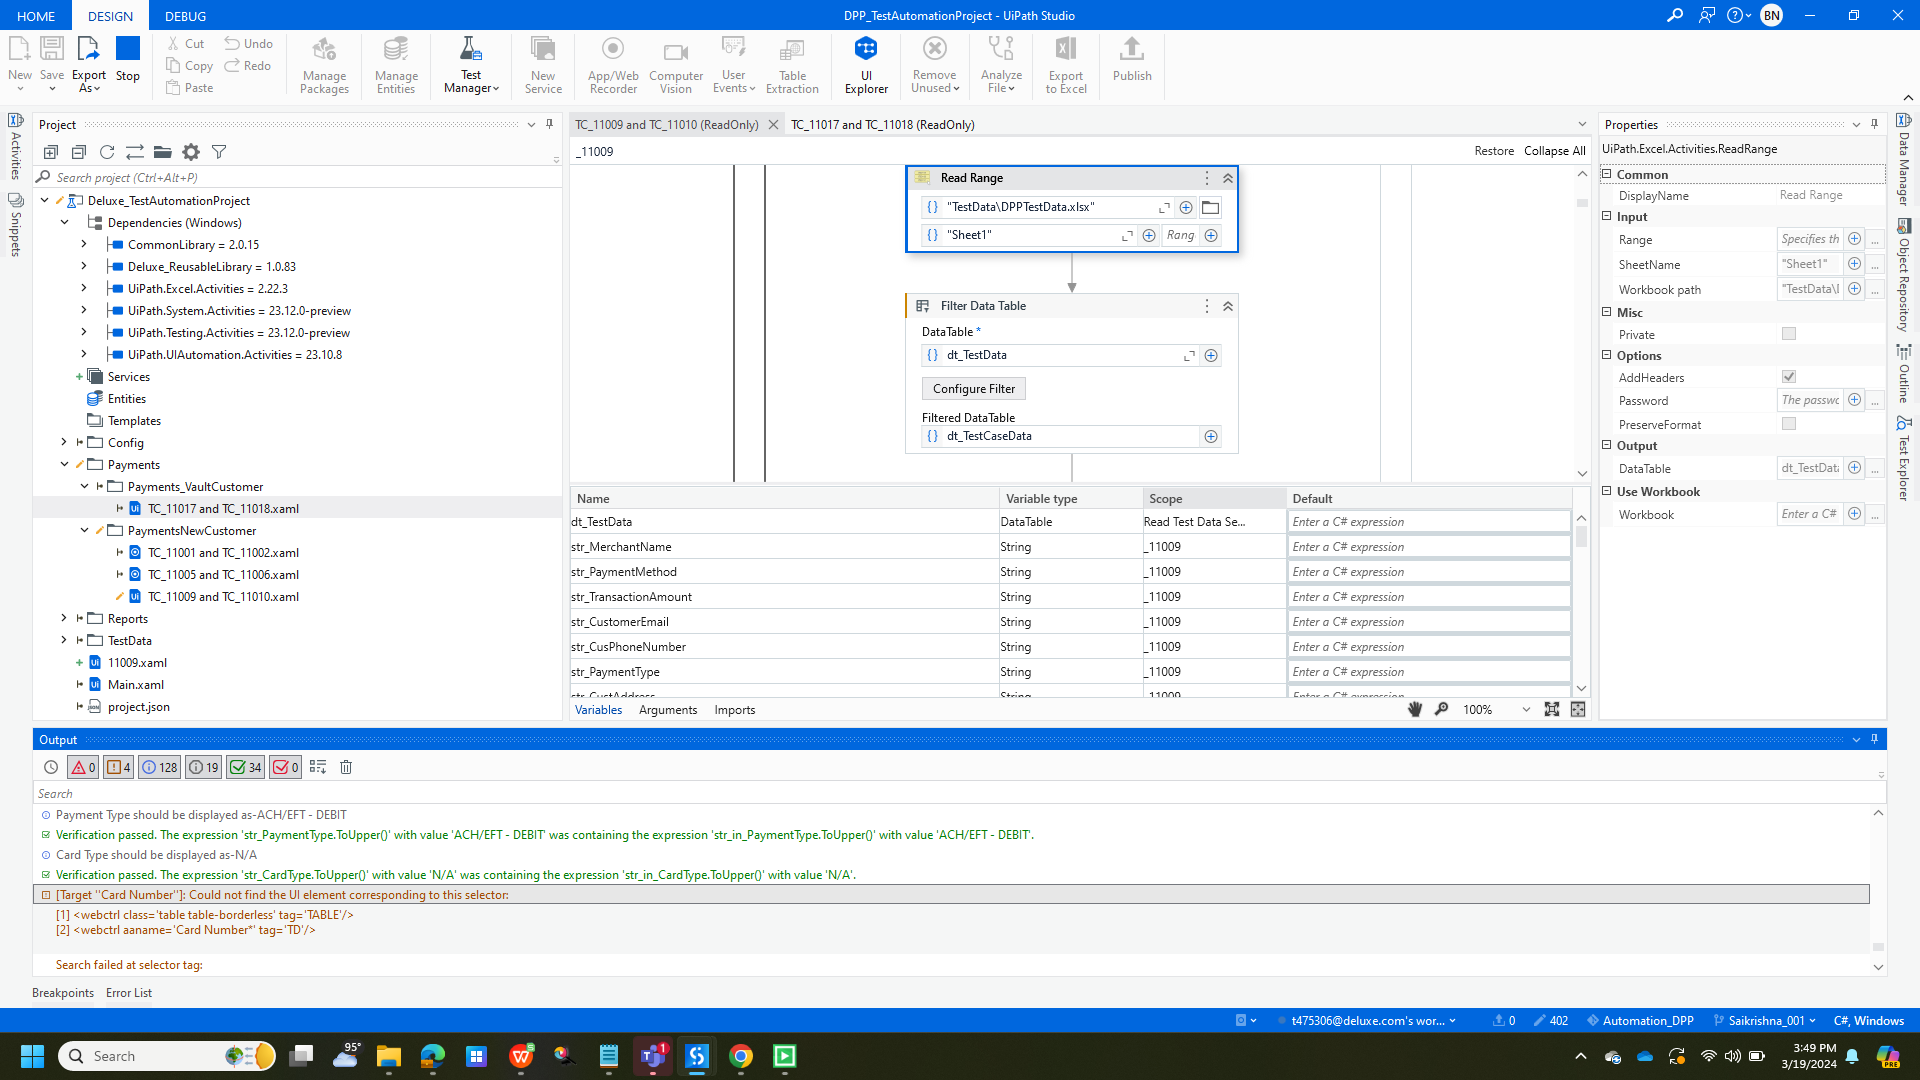 HOME DESIGN DEBUG DPP_TestAutomationProject - UiPath Studio BN
New Save Export As Stop Cut Copy Paste Undo Redo Manage Packages Manage Entities Test Manager New Service App/Web Recorder Computer Vision User Events Table Extraction UI Explorer Remove Unused Analyze File Export to Excel Publish
Activities
Snippets
Project
Search project (Ctrl+Alt+P)
Deluxe_TestAutomationProject
Dependencies (Windows)
CommonLibrary = 2.0.15
Deluxe_ReusableLibrary = 1.0.83
UiPath.Excel.Activities = 2.22.3
UiPath.System.Activities = 23.12.0-preview
UiPath.Testing.Activities = 23.12.0-preview
UiPath.UIAutomation.Activities = 23.10.8
Services
Entities
Templates
Config
Payments
Payments_VaultCustomer
TC_11017 and TC_11018.xaml
PaymentsNewCustomer
TC_11001 and TC_11002.xaml
TC_11005 and TC_11006.xaml
TC_11009 and TC_11010.xaml
Reports
TestData
11009.xaml
Main.xaml
project.json
TC_11009 and TC_11010 (ReadOnly) TC_11017 and TC_11018 (ReadOnly)
_11009 Restore Collapse All
Read Range
"TestData\DPPTestData.xlsx"
"Sheet1" Rang
Filter Data Table
DataTable *
dt_TestData
Configure Filter
Filtered DataTable
dt_TestCaseData
Name Variable type Scope Default
dt_TestData DataTable Read Test Data Se... Enter a C# expression
str_MerchantName String _11009 Enter a C# expression
str_PaymentMethod String _11009 Enter a C# expression
str_TransactionAmount String _11009 Enter a C# expression
str_CustomerEmail String _11009 Enter a C# expression
str_CusPhoneNumber String _11009 Enter a C# expression
str_PaymentType String _11009 Enter a C# expression
str_CustAddress String _11009 Enter a C# expression
Variables Arguments Imports 100%
Properties
UiPath.Excel.Activities.ReadRange
Common
DisplayName Read Range
Input
Range Specifies th ...
SheetName "Sheet1" ...
Workbook path "TestData\I ...
Misc
Private
Options
AddHeaders
Password The passwc ...
PreserveFormat
Output
DataTable dt_TestData ...
Use Workbook
Workbook Enter a C# ...
Data Manager
Object Repository
Outline
Test Explorer
Output
0 4 128 19 34 0
Search
Payment Type should be displayed as-ACH/EFT - DEBIT
Verification passed. The expression 'str_PaymentType.ToUpper()' with value 'ACH/EFT - DEBIT' was containing the expression 'str_in_PaymentType.ToUpper()' with value 'ACH/EFT - DEBIT'.
Card Type should be displayed as-N/A
Verification passed. The expression 'str_CardType.ToUpper()' with value 'N/A' was containing the expression 'str_in_CardType.ToUpper()' with value 'N/A'.
[Target "Card Number"]: Could not find the UI element corresponding to this selector:
[1] <webctrl class='table table-borderless' tag='TABLE'/>
[2] <webctrl aaname='Card Number*' tag='TD'/>
Search failed at selector tag:
Breakpoints Error List
t475306@deluxe.com's wor... 0 402 Automation_DPP Saikrishna_001 C#, Windows
Search 95° 1 3:49 PM
3/19/2024
PRE